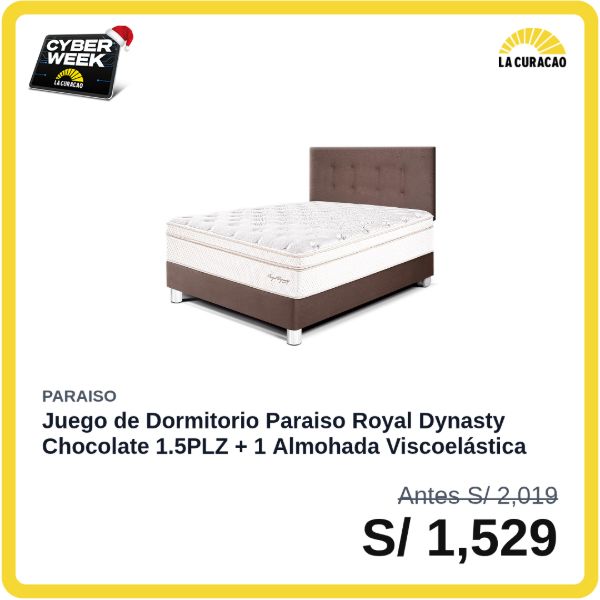 CYBER
WEEK
LA CURACAO
LA CURACAO
PARAISO
Juego de Dormitorio Paraiso Royal Dynasty
Chocolate 1.5PLZ + 1 Almohada Viscoelástica
Antes S/ 2,019
S/ 1,529